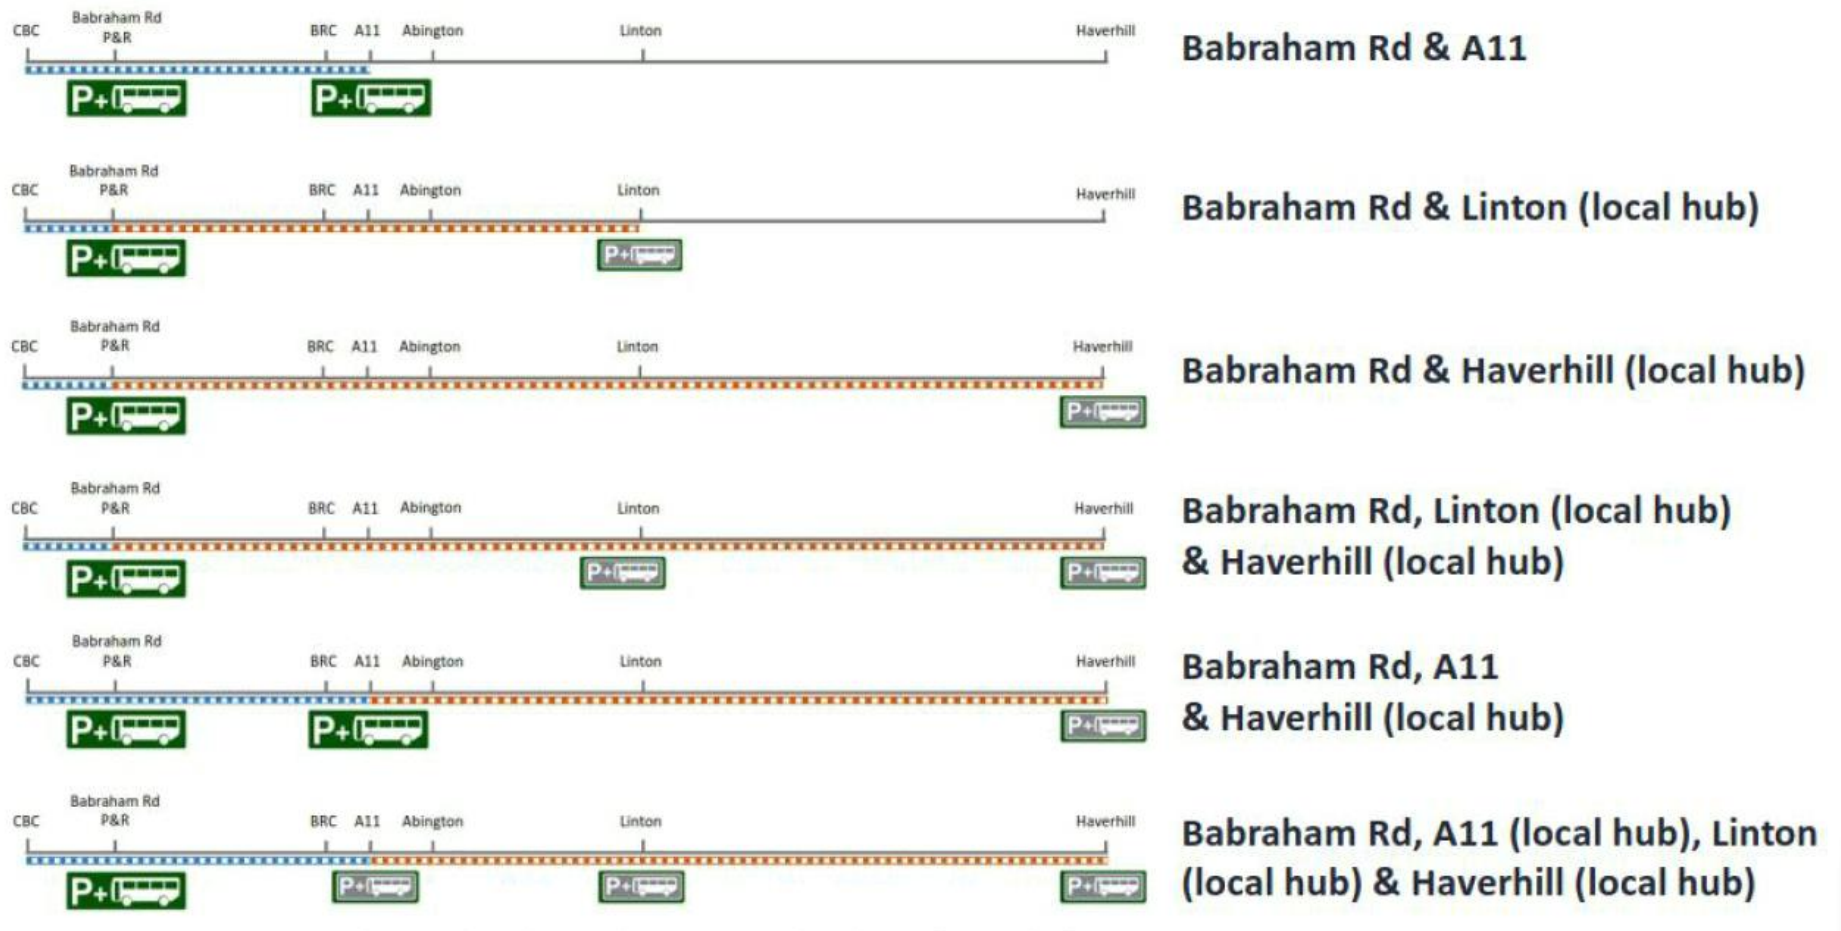 Babraham Rd
CBC P&R BRC A11 Abington Linton Haverhill
Babraham Rd & A11
P+ P+
Babraham Rd
CBC P&R BRC A11 Abington Linton Haverhill
Babraham Rd & Linton (local hub)
P+ P+
Babraham Rd
CBC P&R BRC A11 Abington Linton Haverhill
Babraham Rd & Haverhill (local hub)
P+ P+
Babraham Rd
CBC P&R BRC A11 Abington Linton Haverhill
Babraham Rd, Linton (local hub)
& Haverhill (local hub)
P+ P+ P+
Babraham Rd
CBC P&R BRC A11 Abington Linton Haverhill
Babraham Rd, A11
& Haverhill (local hub)
P+ P+ P+
Babraham Rd
CBC P&R BRC A11 Abington Linton Haverhill
Babraham Rd, A11 (local hub), Linton
(local hub) & Haverhill (local hub)
P+ P+ P+ P+